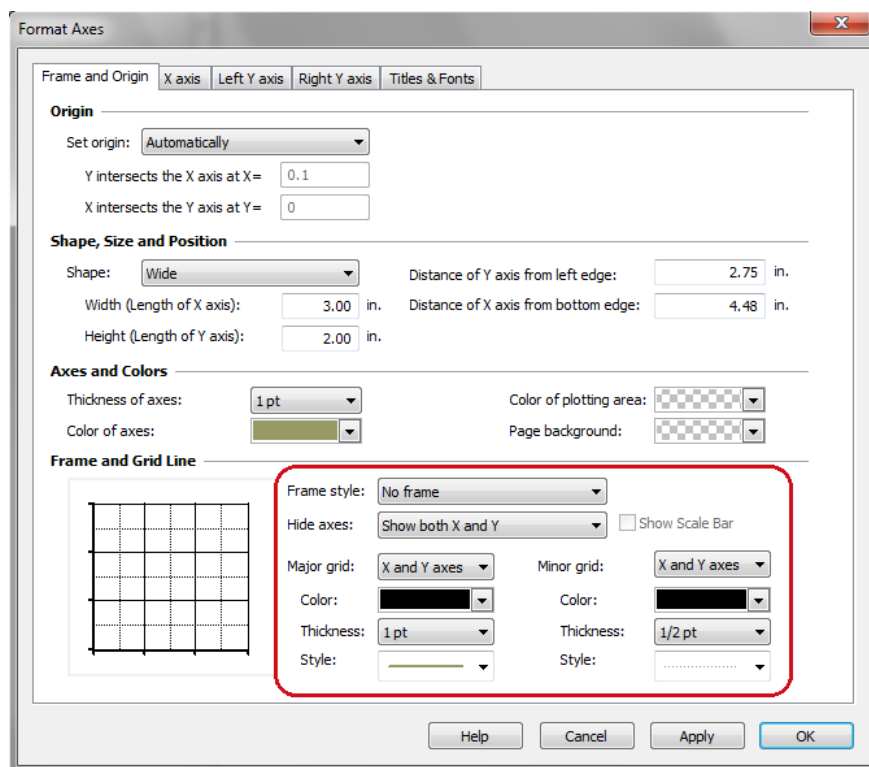 Format Axes
Frame and Origin X axis Left Y axis Right Y axis Titles & Fonts
Origin
Set origin: Automatically
Y intersects the X axis at X= 0.1
X intersects the Y axis at Y= 0
Shape, Size and Position
Shape: Wide Distance of Y axis from left edge: 2.75 in.
Width (Length of X axis): 3.00 in. Distance of X axis from bottom edge: 4.48 in.
Height (Length of Y axis): 2.00 in.
Axes and Colors
Thickness of axes: 1 pt Color of plotting area:
Color of axes: Page background:
Frame and Grid Line
Frame style: No frame
Hide axes: Show both X and Y Show Scale Bar
Major grid: X and Y axes Minor grid: X and Y axes
Color: Color:
Thickness: 1 pt Thickness: 1/2 pt
Style: Style:
Help Cancel Apply OK